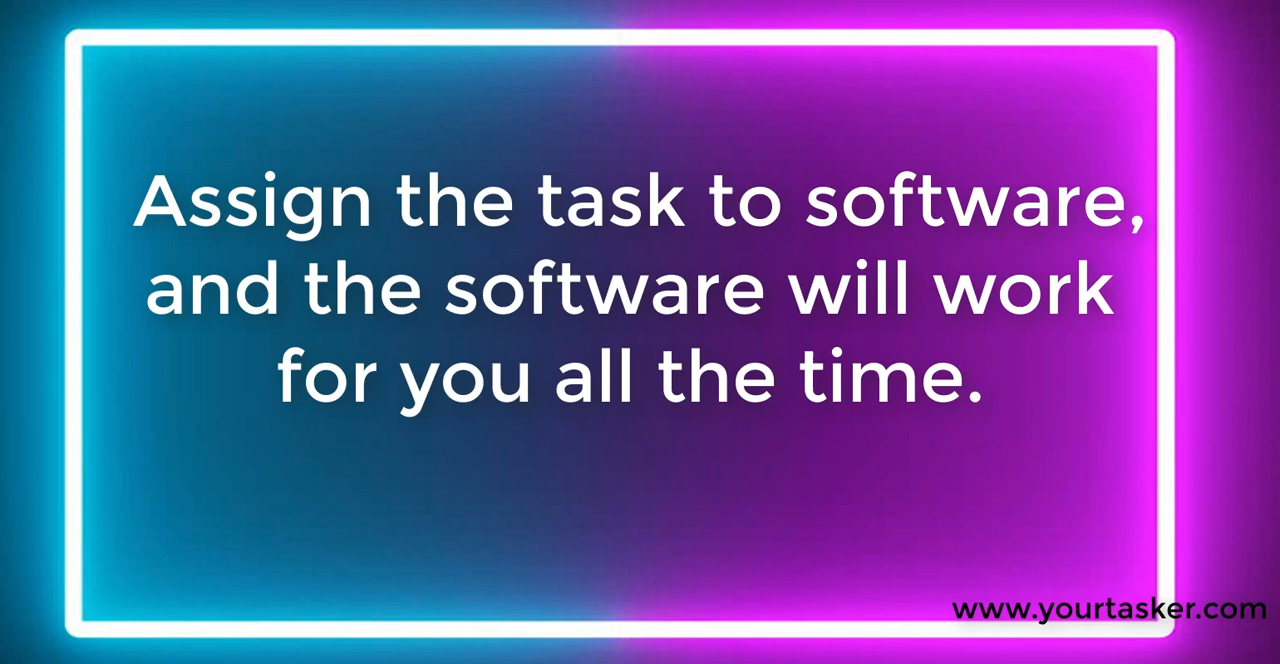 Assign the task to software,
and the software will work
for you all the time.
www.yourtasker.com